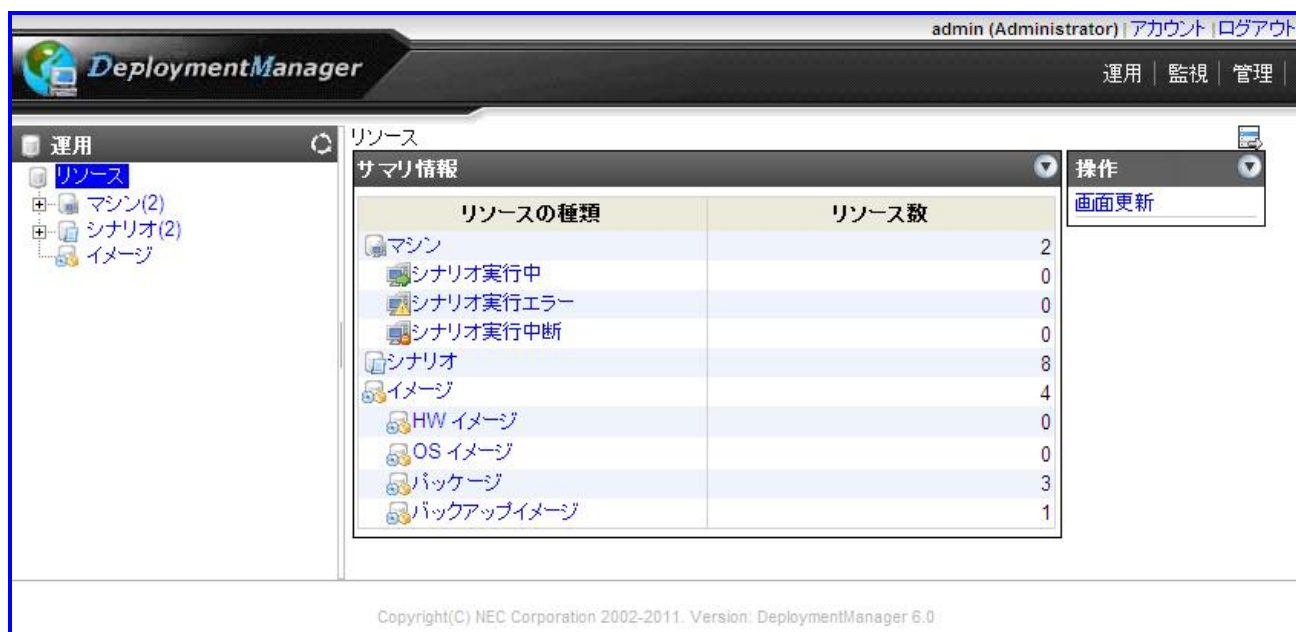 admin (Administrator) | アカウント | ログアウト
DeploymentManager
運用 | 監視 | 管理 |
運用
リソース
マシン(2)
シナリオ(2)
イメージ
リソース
サマリ情報
リソースの種類 リソース数
マシン 2
シナリオ実行中 0
シナリオ実行エラー 0
シナリオ実行中断 0
シナリオ 8
イメージ 4
HW イメージ 0
OS イメージ 0
パッケージ 3
バックアップイメージ 1
操作
画面更新
Copyright(C) NEC Corporation 2002-2011. Version: DeploymentManager 6.0